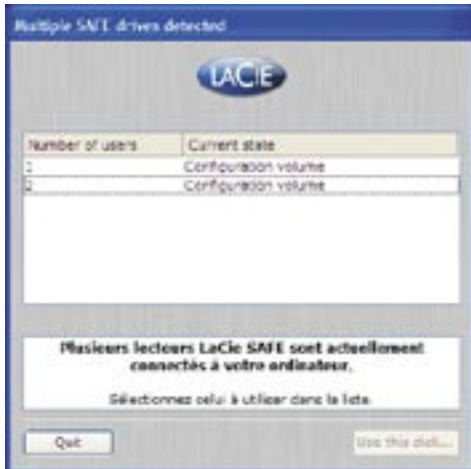 Multiple SAFE drives detected
LACIE
Number of users Current state
1 Configuration volume
2 Configuration volume
Plusieurs lecteurs LaCie SAFE sont actuellement
connectés à votre ordinateur.
Sélectionnez celui à utiliser dans la liste
Quit Use this disk...